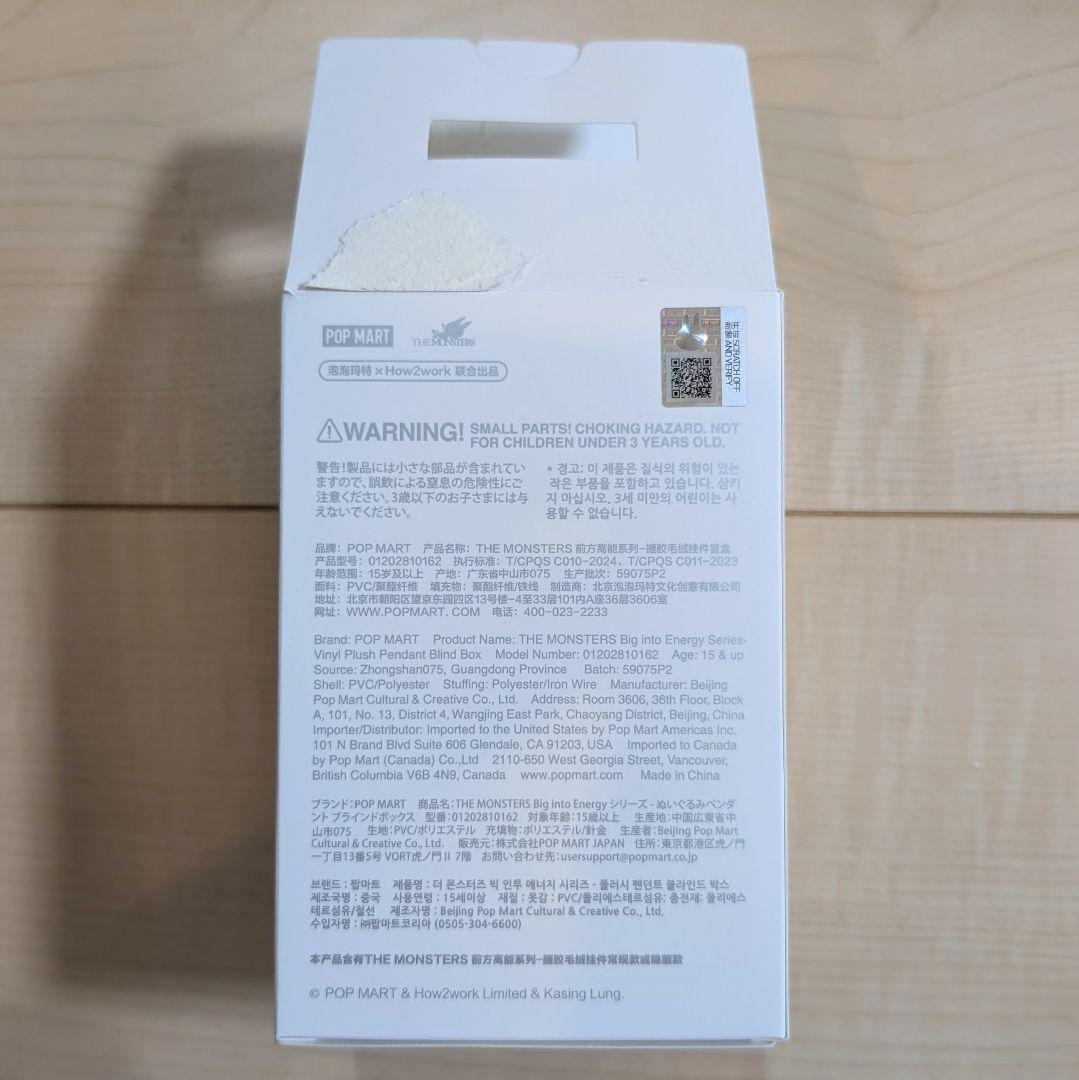 POP MART THE MONSTERS
泡泡玛特 × How2work 联合出品
正品 SCRATCH OFF
AND VERIFY
WARNING! SMALL PARTS! CHOKING HAZARD. NOT
FOR CHILDREN UNDER 3 YEARS OLD.
警告!製品には小さな部品が含まれてい
ますので、誤飲による窒息の危険性にご
注意ください。3歳以下のお子さまには与
えないでください。
* 경고: 이 제품은 질식의 위험이 있는
작은 부품을 포함하고 있습니다. 삼키
지 마십시오. 3세 미만의 어린이는 사
용할 수 없습니다.
品牌: POP MART 产品名称: THE MONSTERS 前方高能系列-搪胶毛绒挂件盲盒
产品型号: 01202810162 执行标准: T/CPQS C010-2024、T/CPQS C011-2023
年龄范围: 15岁及以上 产地: 广东省中山市075 生产批次: 59075P2
面料: PVC/聚酯纤维 填充物: 聚酯纤维/铁线 制造商: 北京泡泡玛特文化创意有限公司
地址: 北京市朝阳区望京东园四区13号楼-4至33层101内A座36层3606室
网址: WWW.POPMART. COM 电话: 400-023-2233
Brand: POP MART Product Name: THE MONSTERS Big into Energy Series-
Vinyl Plush Pendant Blind Box Model Number: 01202810162 Age: 15 & up
Source: Zhongshan075, Guangdong Province Batch: 59075P2
Shell: PVC/Polyester Stuffing: Polyester/Iron Wire Manufacturer: Beijing
Pop Mart Cultural & Creative Co., Ltd. Address: Room 3606, 36th Floor, Block
A, 101, No. 13, District 4, Wangjing East Park, Chaoyang District, Beijing, China
Importer/Distributor: Imported to the United States by Pop Mart Americas Inc.
101 N Brand Blvd Suite 606 Glendale, CA 91203, USA Imported to Canada
by Pop Mart (Canada) Co.,Ltd 2110-650 West Georgia Street, Vancouver,
British Columbia V6B 4N9, Canada www.popmart.com Made in China
ブランド:POP MART 商品名:THE MONSTERS Big into Energy シリーズ - ぬいぐるみペンダ
ント ブラインドボックス 型番:01202810162 対象年齢:15歳以上 生産地:中国広東省中
山市075 生地:PVC/ポリエステル 充填物:ポリエステル/針金 生産者:Beijing Pop Mart
Cultural & Creative Co., Ltd. 販売元:株式会社POP MART JAPAN 住所:東京都港区虎ノ門
一丁目13番5号 VORT虎ノ門Ⅱ 7階 お問い合わせ先:usersupport@popmart.co.jp
브랜드 : 팝마트 제품명 : 더 몬스터즈 빅 인투 에너지 시리즈 - 플러시 펜던트 블라인드 박스
제조국명 : 중국 사용연령 : 15세이상 재질 : 옷감 : PVC/폴리에스테르섬유: 충전재: 폴리에스
테르섬유/철선 제조자명 : Beijing Pop Mart Cultural & Creative Co., Ltd.
수입자명 : ㈜팝마트코리아 (0505-304-6600)
本产品含有THE MONSTERS 前方高能系列-搪胶毛绒挂件常规款或隐藏款
© POP MART & How2work Limited & Kasing Lung.